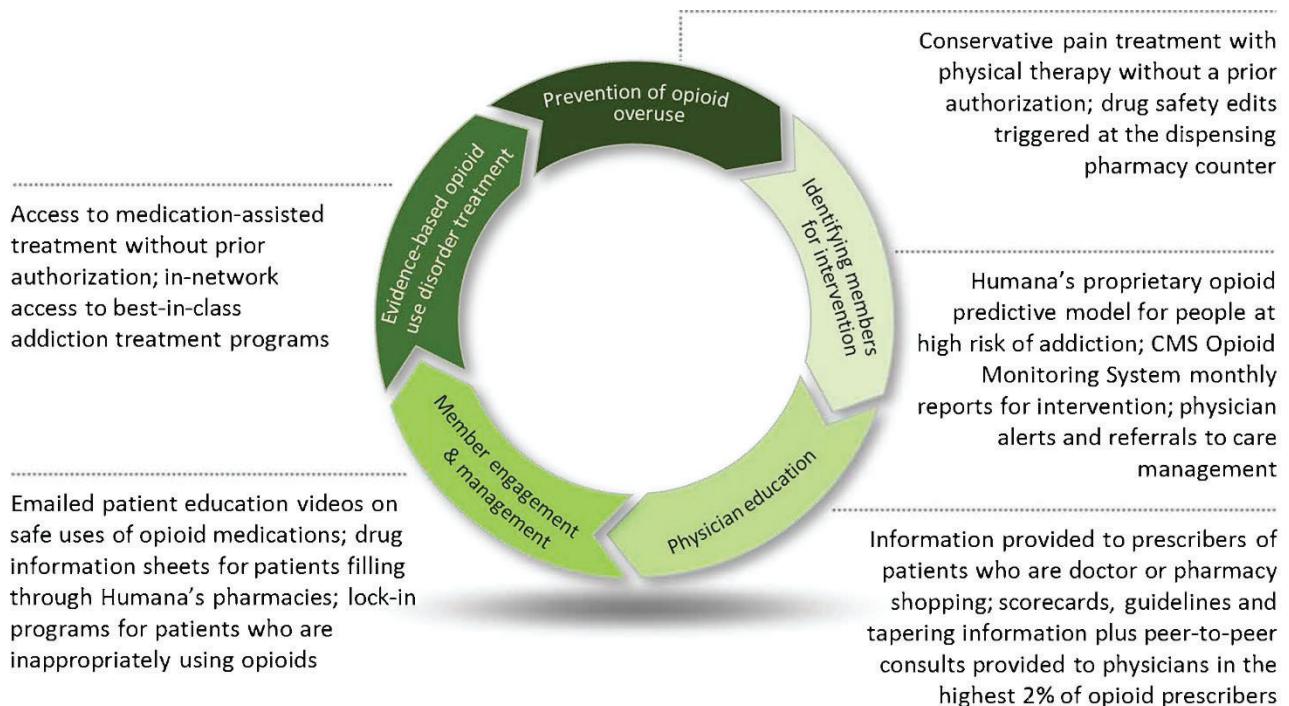 Prevention of opioid
overuse
Conservative pain treatment with
physical therapy without a prior
authorization; drug safety edits
triggered at the dispensing
pharmacy counter
Identifying members
for intervention
Humana’s proprietary opioid
predictive model for people at
high risk of addiction; CMS Opioid
Monitoring System monthly
reports for intervention; physician
alerts and referrals to care
management
Physician education
Information provided to prescribers of
patients who are doctor or pharmacy
shopping; scorecards, guidelines and
tapering information plus peer-to-peer
consults provided to physicians in the
highest 2% of opioid prescribers
Member engagement
& management
Emailed patient education videos on
safe uses of opioid medications; drug
information sheets for patients filling
through Humana’s pharmacies; lock-in
programs for patients who are
inappropriately using opioids
Evidence-based opioid
use disorder treatment
Access to medication-assisted
treatment without prior
authorization; in-network
access to best-in-class
addiction treatment programs